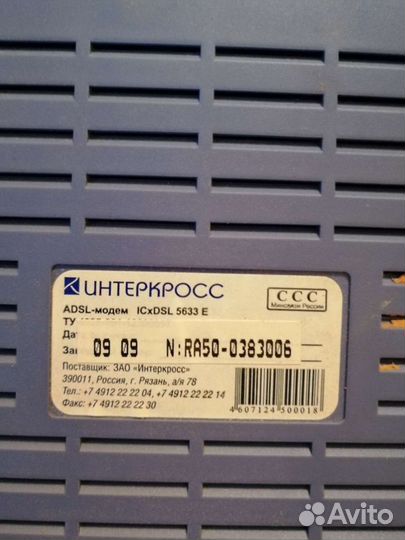 ИНТЕРКРОСС
ССС
Минсвязи России
ADSL-модем ICxDSL 5633 E
ТУ
Дат
Зав
09 09 N:RA50-0383006
Поставщик: ЗАО «Интеркросс»
390011, Россия, г. Рязань, а/я 78
Тел.: +7 4912 22 22 04, +7 4912 22 22 14
Факс: +7 4912 22 22 30
4607124500018
Avito